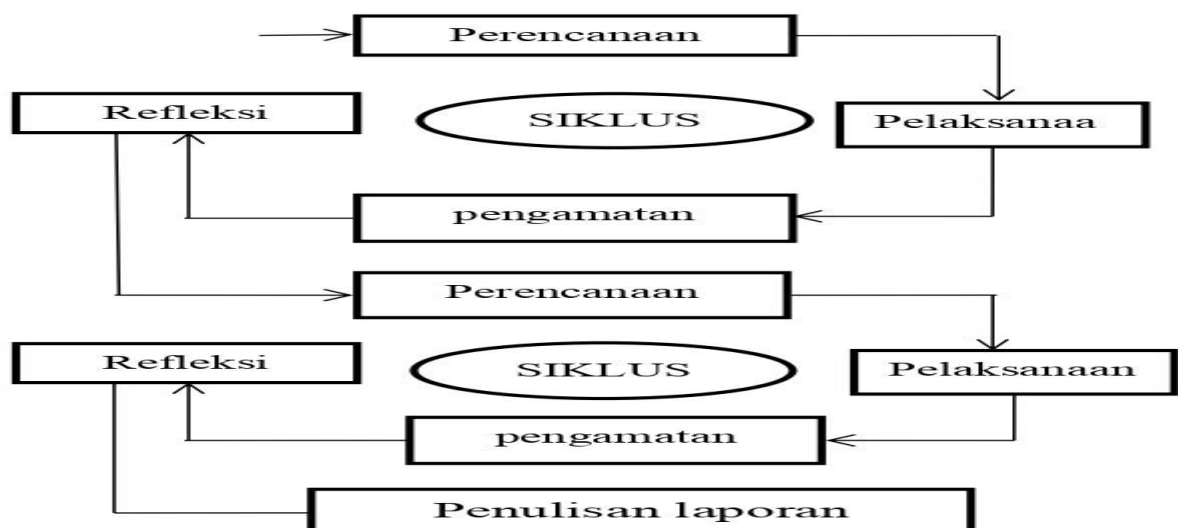 Perencanaan
Refleksi
SIKLUS
Pelaksanaa
pengamatan
Perencanaan
Refleksi
SIKLUS
Pelaksanaan
pengamatan
Penulisan laporan